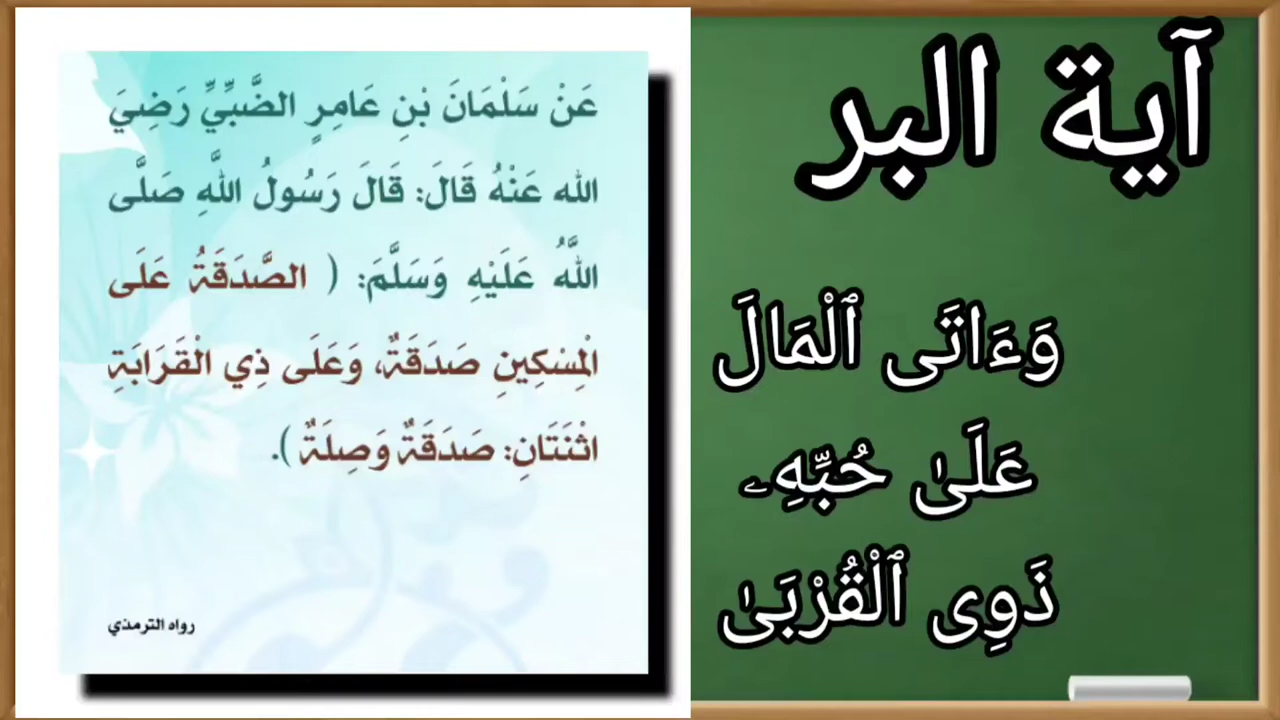 آية البر
وَءَاتَى ٱلْمَالَ
عَلَىٰ حُبِّهِۦ
ذَوِى ٱلْقُرْبَىٰ
عَنْ سَلْمَانَ بْنِ عَامِرٍ الضَّبِّيِّ رَضِيَ
الله عَنْهُ قَالَ: قَالَ رَسُولُ اللَّهِ صَلَّى
اللَّهُ عَلَيْهِ وَسَلَّمَ: ( الصَّدَقَةُ عَلَى
الْمِسْكِينِ صَدَقَةٌ، وَعَلَى ذِي الْقَرَابَةِ
اثْنَتَانِ: صَدَقَةٌ وَصِلَةٌ ).
رواه الترمذي